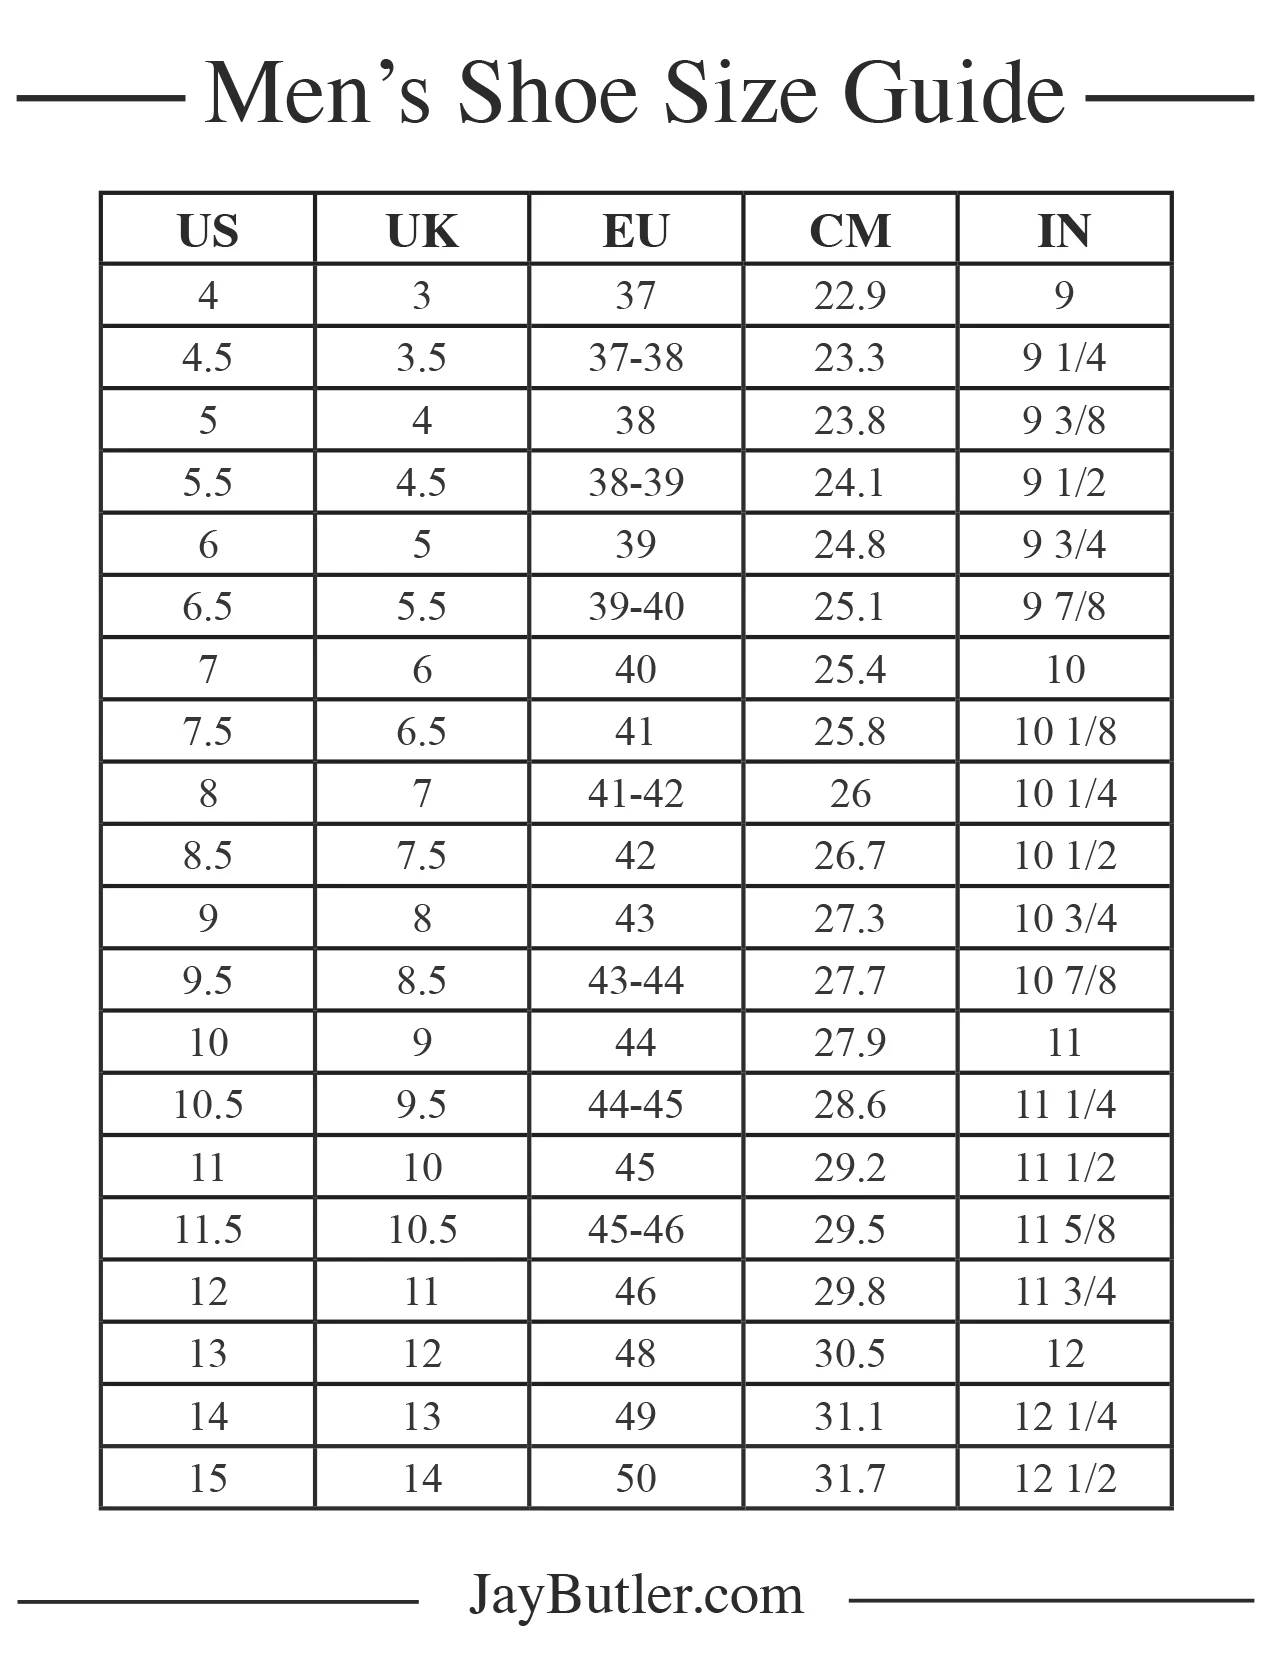 Men’s Shoe Size Guide
US UK EU CM IN
4 3 37 22.9 9
4.5 3.5 37-38 23.3 9 1/4
5 4 38 23.8 9 3/8
5.5 4.5 38-39 24.1 9 1/2
6 5 39 24.8 9 3/4
6.5 5.5 39-40 25.1 9 7/8
7 6 40 25.4 10
7.5 6.5 41 25.8 10 1/8
8 7 41-42 26 10 1/4
8.5 7.5 42 26.7 10 1/2
9 8 43 27.3 10 3/4
9.5 8.5 43-44 27.7 10 7/8
10 9 44 27.9 11
10.5 9.5 44-45 28.6 11 1/4
11 10 45 29.2 11 1/2
11.5 10.5 45-46 29.5 11 5/8
12 11 46 29.8 11 3/4
13 12 48 30.5 12
14 13 49 31.1 12 1/4
15 14 50 31.7 12 1/2
JayButler.com